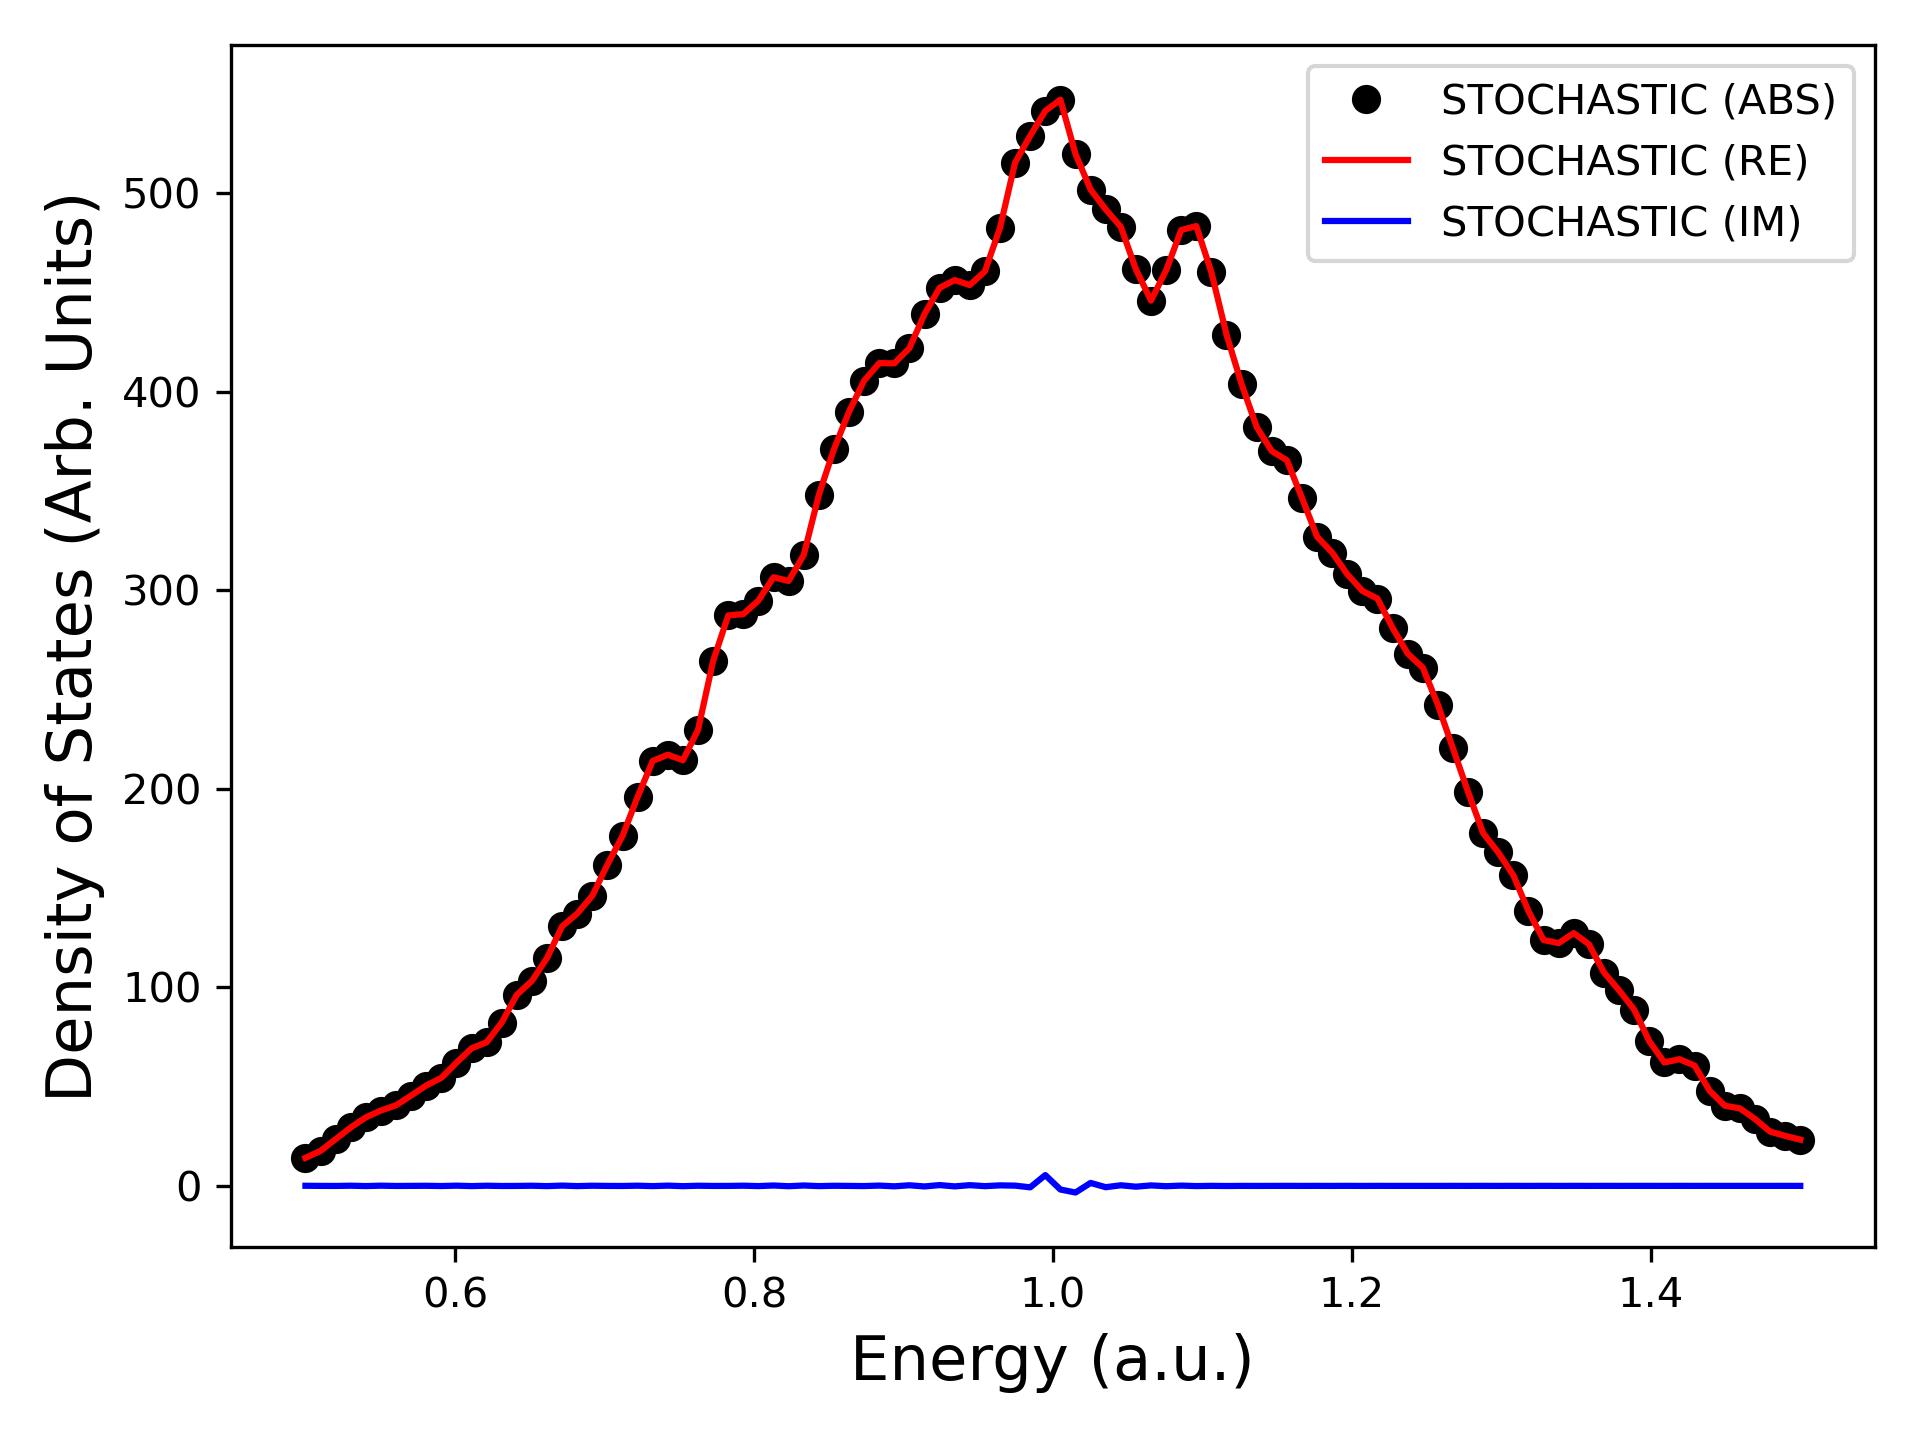 STOCHASTIC (ABS)
STOCHASTIC (RE)
STOCHASTIC (IM)
Density of States (Arb. Units)
500
400
300
200
100
0
0.6 0.8 1.0 1.2 1.4
Energy (a.u.)